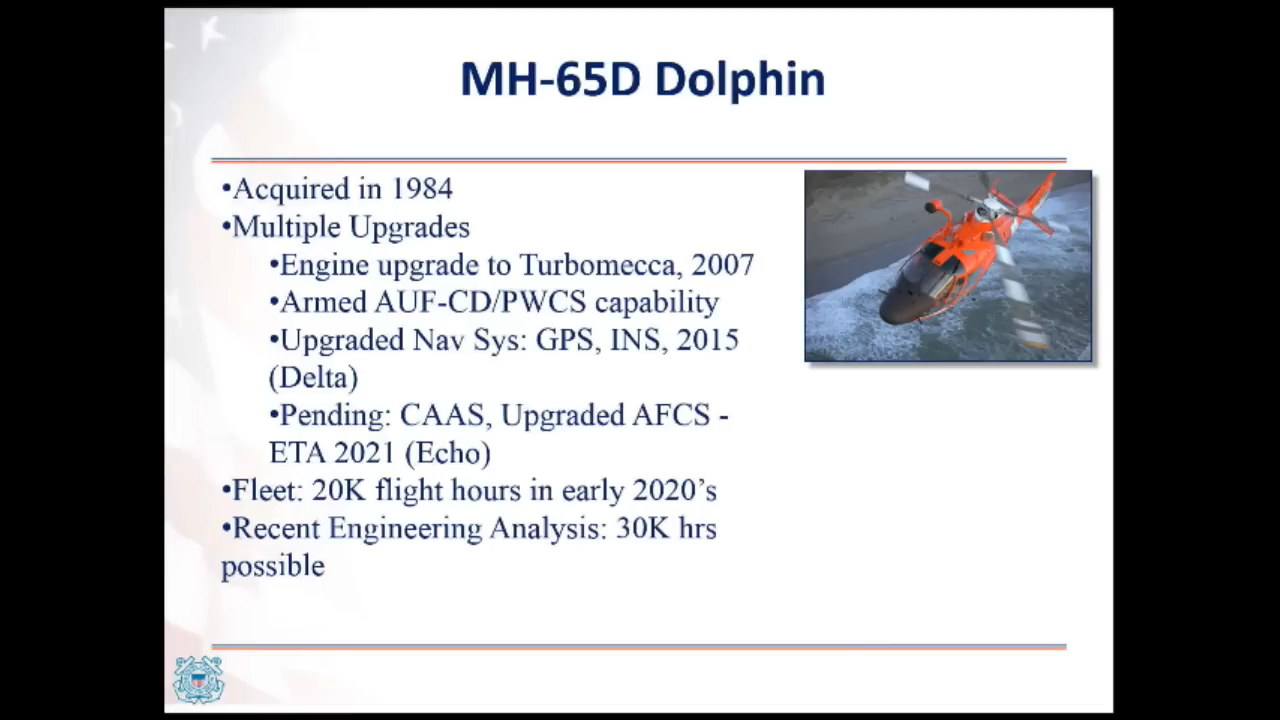 MH-65D Dolphin
•Acquired in 1984
•Multiple Upgrades
•Engine upgrade to Turbomecca, 2007
•Armed AUF-CD/PWCS capability
•Upgraded Nav Sys: GPS, INS, 2015
(Delta)
•Pending: CAAS, Upgraded AFCS -
ETA 2021 (Echo)
•Fleet: 20K flight hours in early 2020’s
•Recent Engineering Analysis: 30K hrs
possible